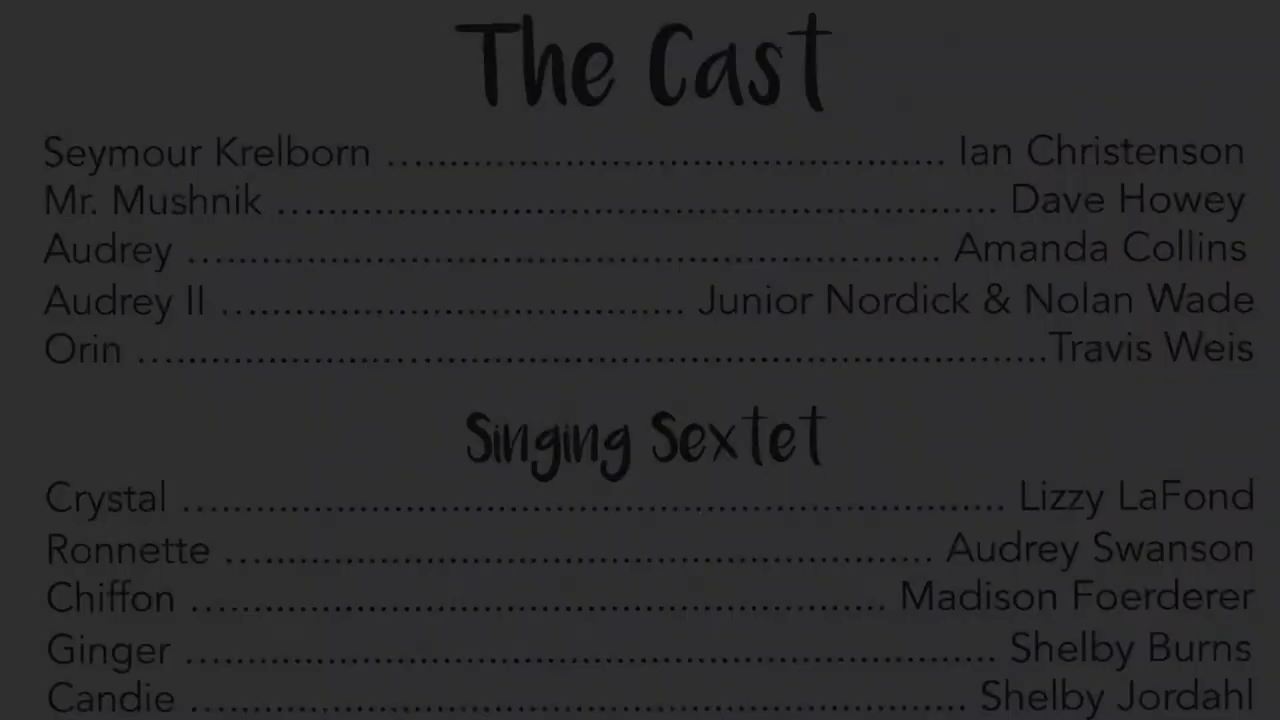 The Cast
Seymour Krelborn ............................................. Ian Christenson
Mr. Mushnik .......................................................... Dave Howey
Audrey ............................................................. Amanda Collins
Audrey II ..................................... Junior Nordick & Nolan Wade
Orin .........................................................................Travis Weis
Singing Sextet
Crystal .................................................................. Lizzy LaFond
Ronnette ......................................................... Audrey Swanson
Chiffon ........................................................ Madison Foerderer
Ginger ................................................................. Shelby Burns
Candie .............................................................. Shelby Jordahl